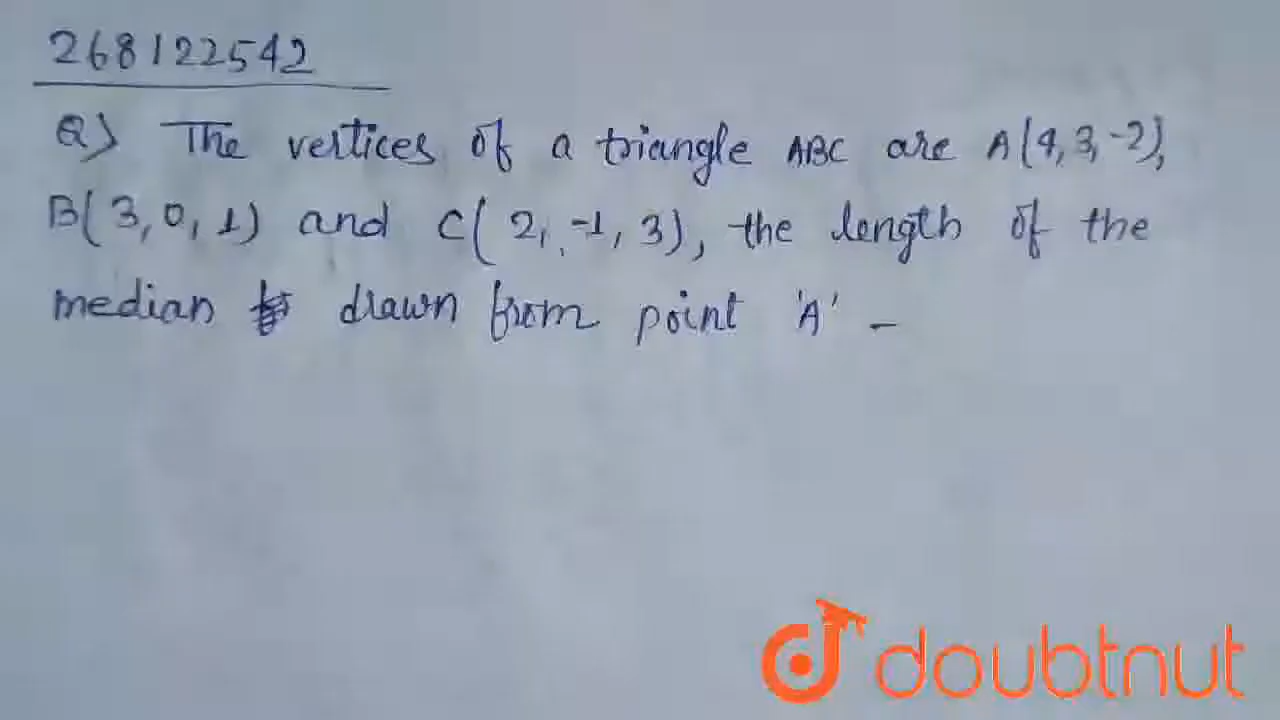 268122542
Q) The vertices of a triangle ABC are A(4, 3, -2),
B(3, 0, 1) and C(2, -1, 3), the length of the
median drawn from point 'A' –
doubtnut